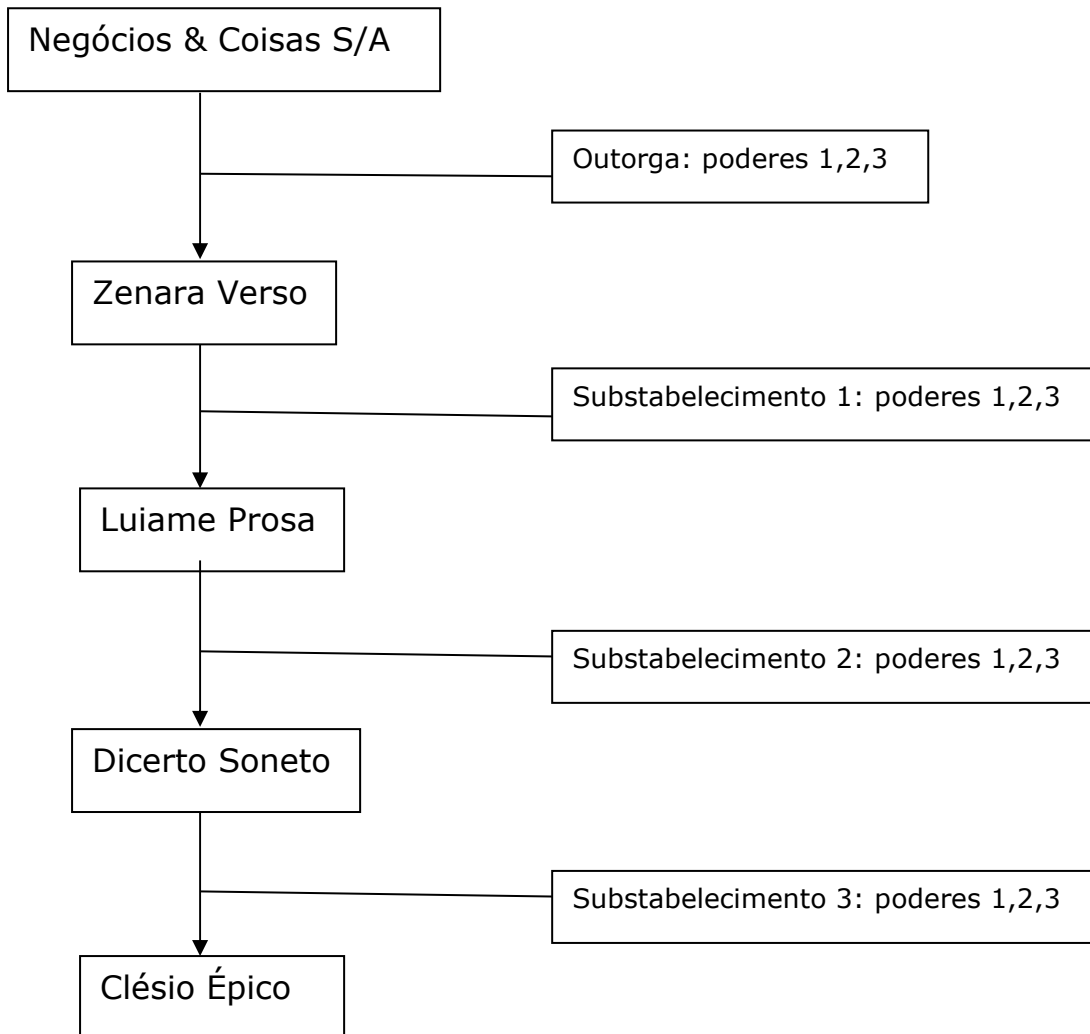 Negócios & Coisas S/A
Outorga: poderes 1,2,3
Zenara Verso
Substabelecimento 1: poderes 1,2,3
Luiame Prosa
Substabelecimento 2: poderes 1,2,3
Dicerto Soneto
Substabelecimento 3: poderes 1,2,3
Clésio Épico